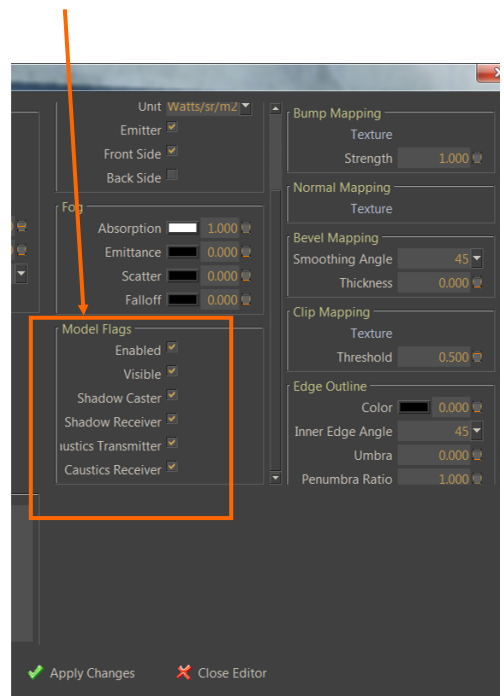 Unit Watts/sr/m2
Emitter
Front Side
Back Side
Fog
Absorption 1.000
Emittance 0.000
Scatter 0.000
Falloff 0.000
Model Flags
Enabled
Visible
Shadow Caster
Shadow Receiver
austics Transmitter
Caustics Receiver
Bump Mapping
Texture
Strength 1.000
Normal Mapping
Texture
Bevel Mapping
Smoothing Angle 45
Thickness 0.000
Clip Mapping
Texture
Threshold 0.500
Edge Outline
Color 0.000
Inner Edge Angle 45
Umbra 0.000
Penumbra Ratio 1.000
Apply Changes
Close Editor